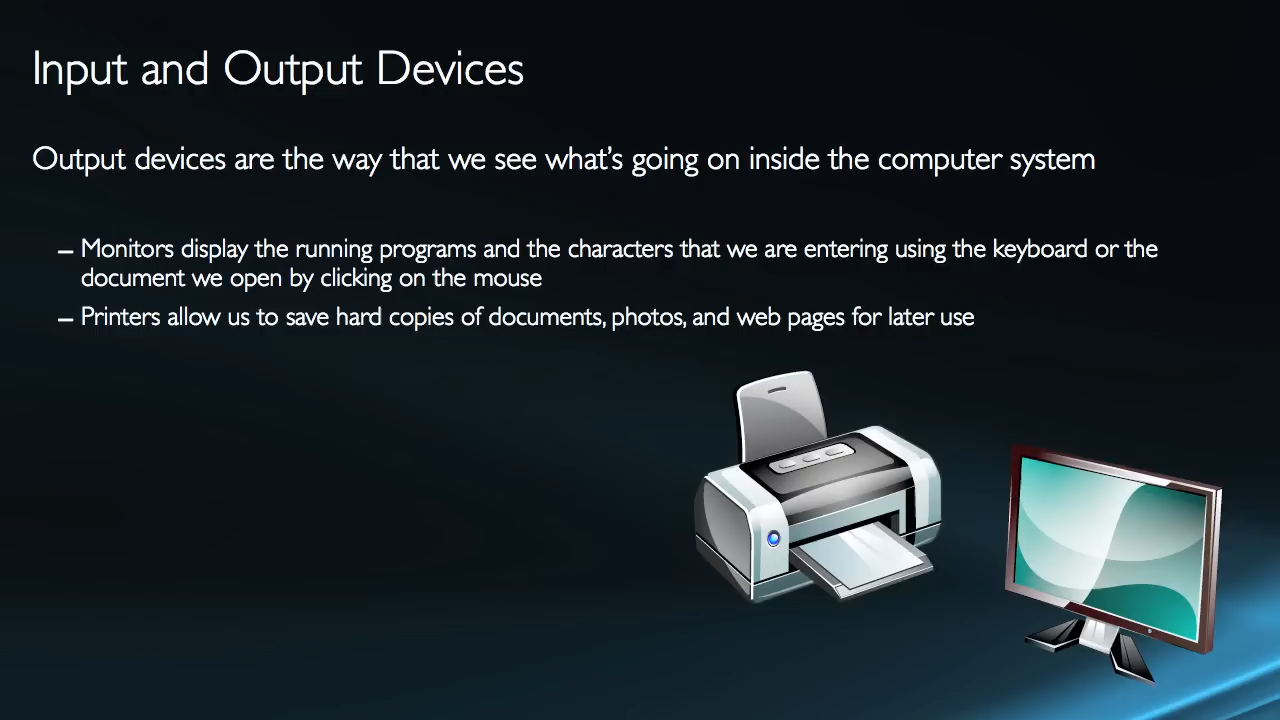 Input and Output Devices
Output devices are the way that we see what’s going on inside the computer system
– Monitors display the running programs and the characters that we are entering using the keyboard or the
document we open by clicking on the mouse
– Printers allow us to save hard copies of documents, photos, and web pages for later use